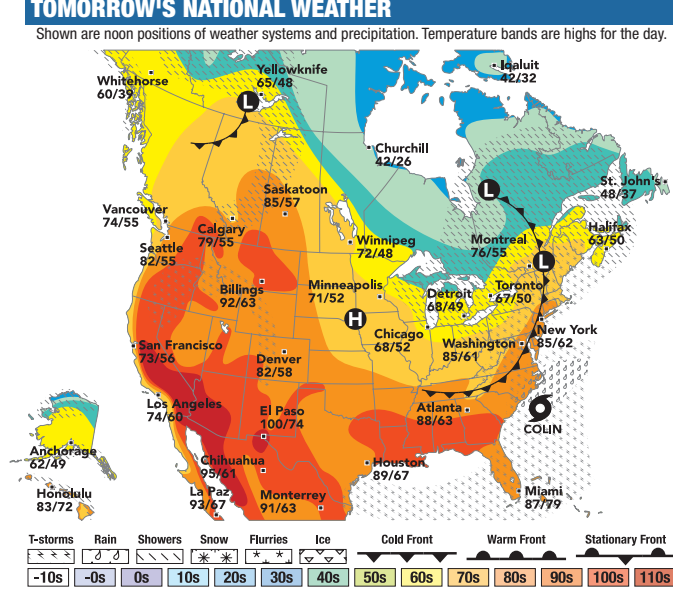 TOMORROW'S NATIONAL WEATHER
Shown are noon positions of weather systems and precipitation. Temperature bands are highs for the day.
Iqaluit
42/32
Yellowknife
65/48
Whitehorse
60/39
L
Churchill
42/26
St. John's
48/37
L
Saskatoon
85/57
Vancouver
74/55
Calgary
79/55
Halifax
63/50
Seattle
82/55
Winnipeg
72/48
Montreal
76/55
L
Billings
92/63
Minneapolis
71/52
Detroit
68/49
Toronto
67/50
H
Chicago
68/52
New York
85/62
Washington
85/61
San Francisco
73/56
Denver
82/58
Los Angeles
74/60
El Paso
100/74
Atlanta
88/63
COLIN
Anchorage
62/49
Chihuahua
95/61
Houston
89/67
Honolulu
83/72
La Paz
93/67
Monterrey
91/63
Miami
87/79
T-storms Rain Showers Snow Flurries Ice Cold Front Warm Front Stationary Front
-10s -0s 0s 10s 20s 30s 40s 50s 60s 70s 80s 90s 100s 110s